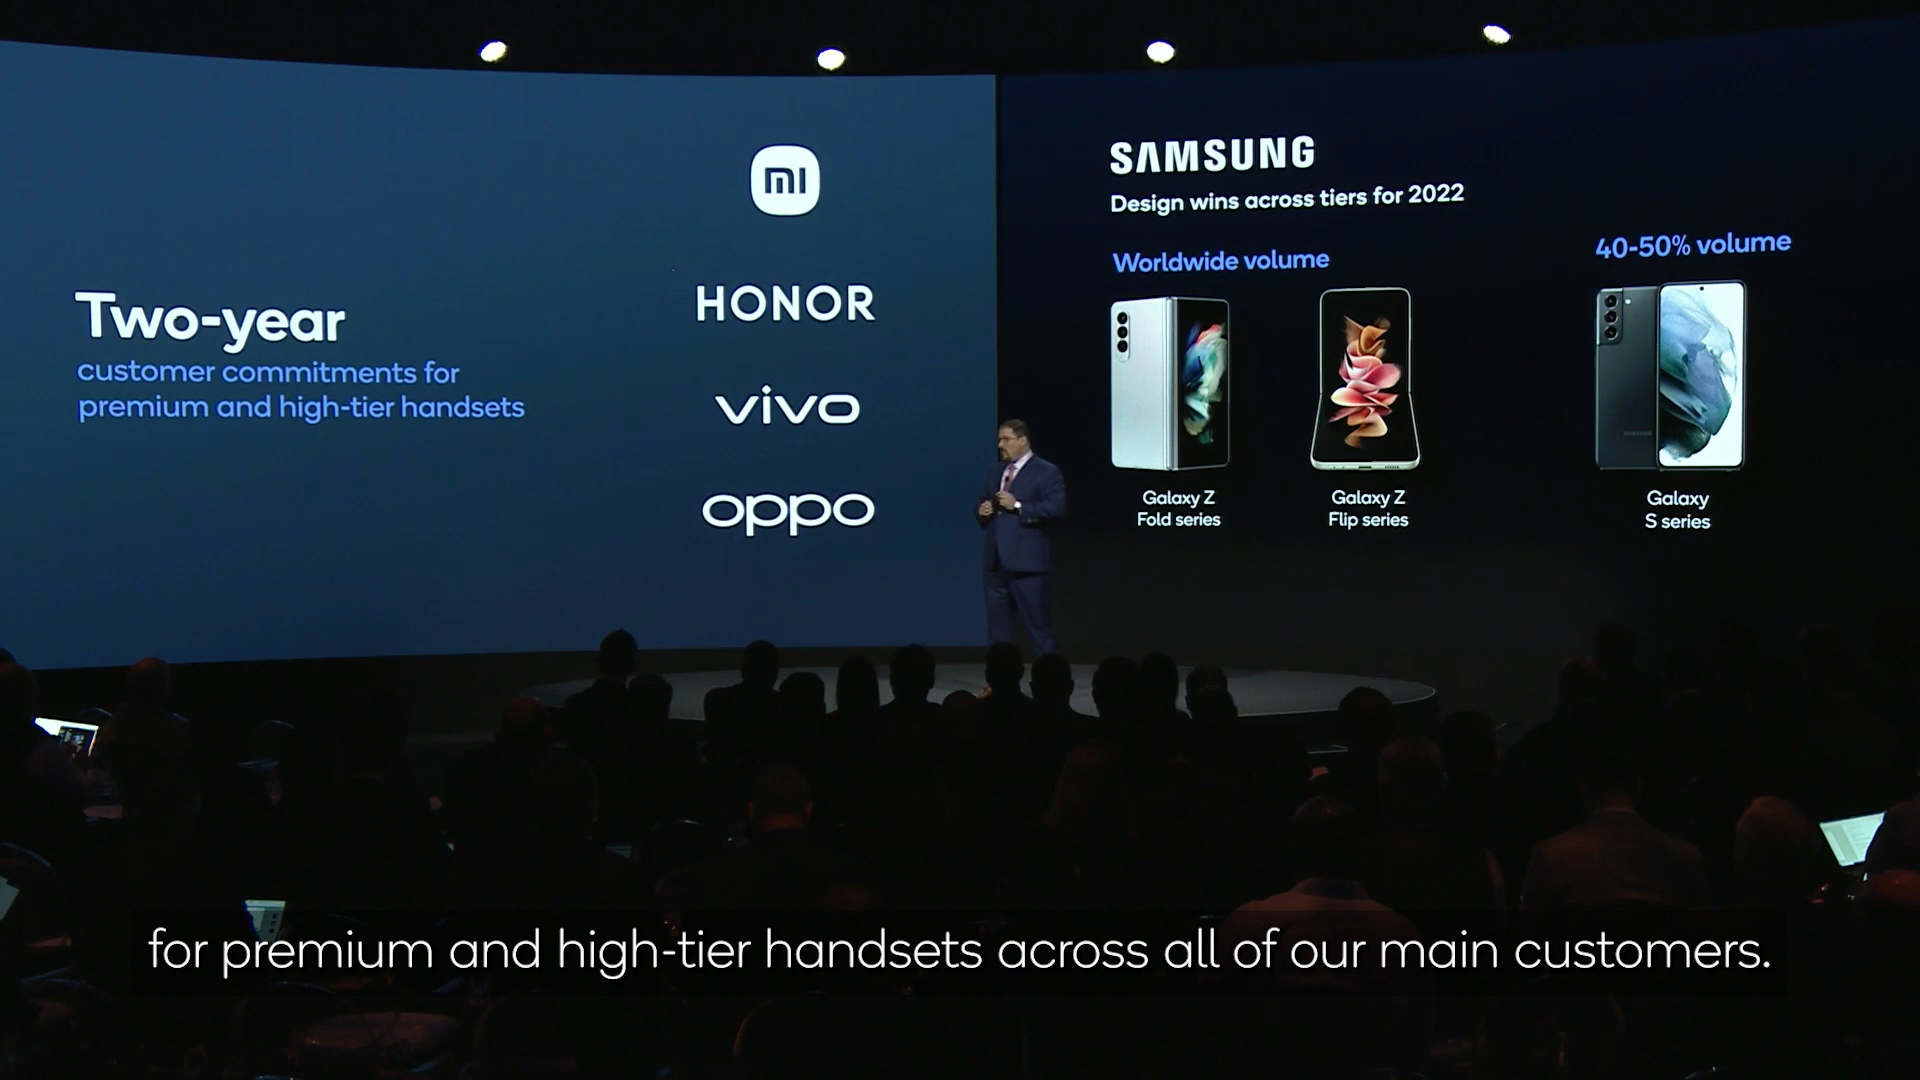 Two-year
customer commitments for
premium and high-tier handsets
mi
HONOR
vivo
oppo
SAMSUNG
Design wins across tiers for 2022
Worldwide volume
40-50% volume
Galaxy Z
Fold series
Galaxy Z
Flip series
Galaxy
S series
for premium and high-tier handsets across all of our main customers.